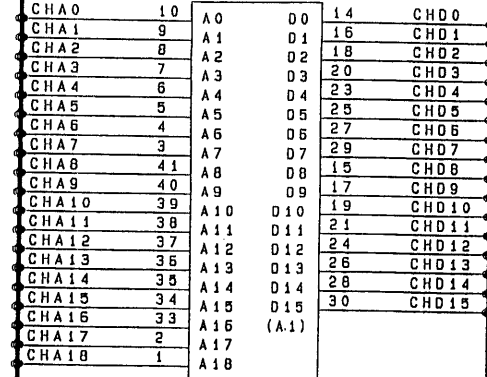 CHA0 10 A0 D0 14 CHD0
CHA1 9 A1 D1 16 CHD1
CHA2 8 A2 D2 18 CHD2
CHA3 7 A3 D3 20 CHD3
CHA4 6 A4 D4 23 CHD4
CHA5 5 A5 D5 25 CHD5
CHA6 4 A6 D6 27 CHD6
CHA7 3 A7 D7 29 CHD7
CHA8 41 A8 D8 15 CHD8
CHA9 40 A9 D9 17 CHD9
CHA10 39 A10 D10 19 CHD10
CHA11 38 A11 D11 21 CHD11
CHA12 37 A12 D12 24 CHD12
CHA13 36 A13 D13 26 CHD13
CHA14 35 A14 D14 28 CHD14
CHA15 34 A15 D15 30 CHD15
CHA16 33 A16 (A.1)
CHA17 2 A17
CHA18 1 A18